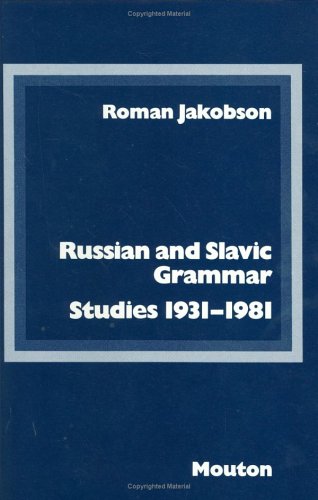 Roman Jakobson
Russian and Slavic
Grammar
Studies 1931–1981
Mouton